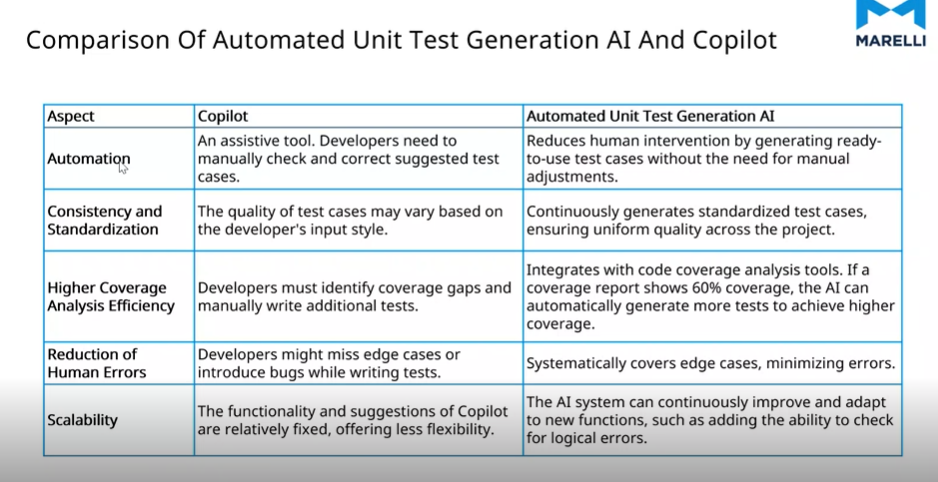 Comparison Of Automated Unit Test Generation AI And Copilot
MARELLI
Aspect
Copilot
Automated Unit Test Generation AI
Automation
An assistive tool. Developers need to
manually check and correct suggested test
cases.
Reduces human intervention by generating ready-
to-use test cases without the need for manual
adjustments.
Consistency and
Standardization
The quality of test cases may vary based on
the developer's input style.
Continuously generates standardized test cases,
ensuring uniform quality across the project.
Higher Coverage
Analysis Efficiency
Developers must identify coverage gaps and
manually write additional tests.
Integrates with code coverage analysis tools. If a
coverage report shows 60% coverage, the AI can
automatically generate more tests to achieve higher
coverage.
Reduction of
Human Errors
Developers might miss edge cases or
introduce bugs while writing tests.
Systematically covers edge cases, minimizing errors.
Scalability
The functionality and suggestions of Copilot
are relatively fixed, offering less flexibility.
The AI system can continuously improve and adapt
to new functions, such as adding the ability to check
for logical errors.